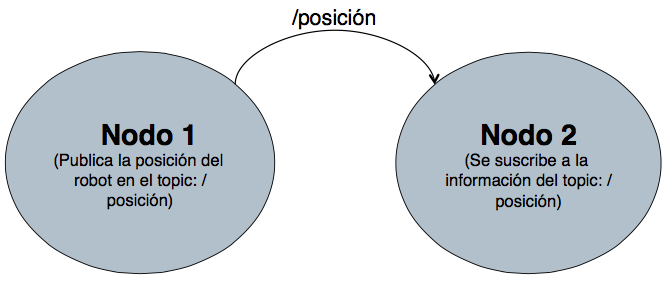 /posición
Nodo 1
(Publica la posición del
robot en el topic: /
posición)
Nodo 2
(Se suscribe a la
información del topic: /
posición)